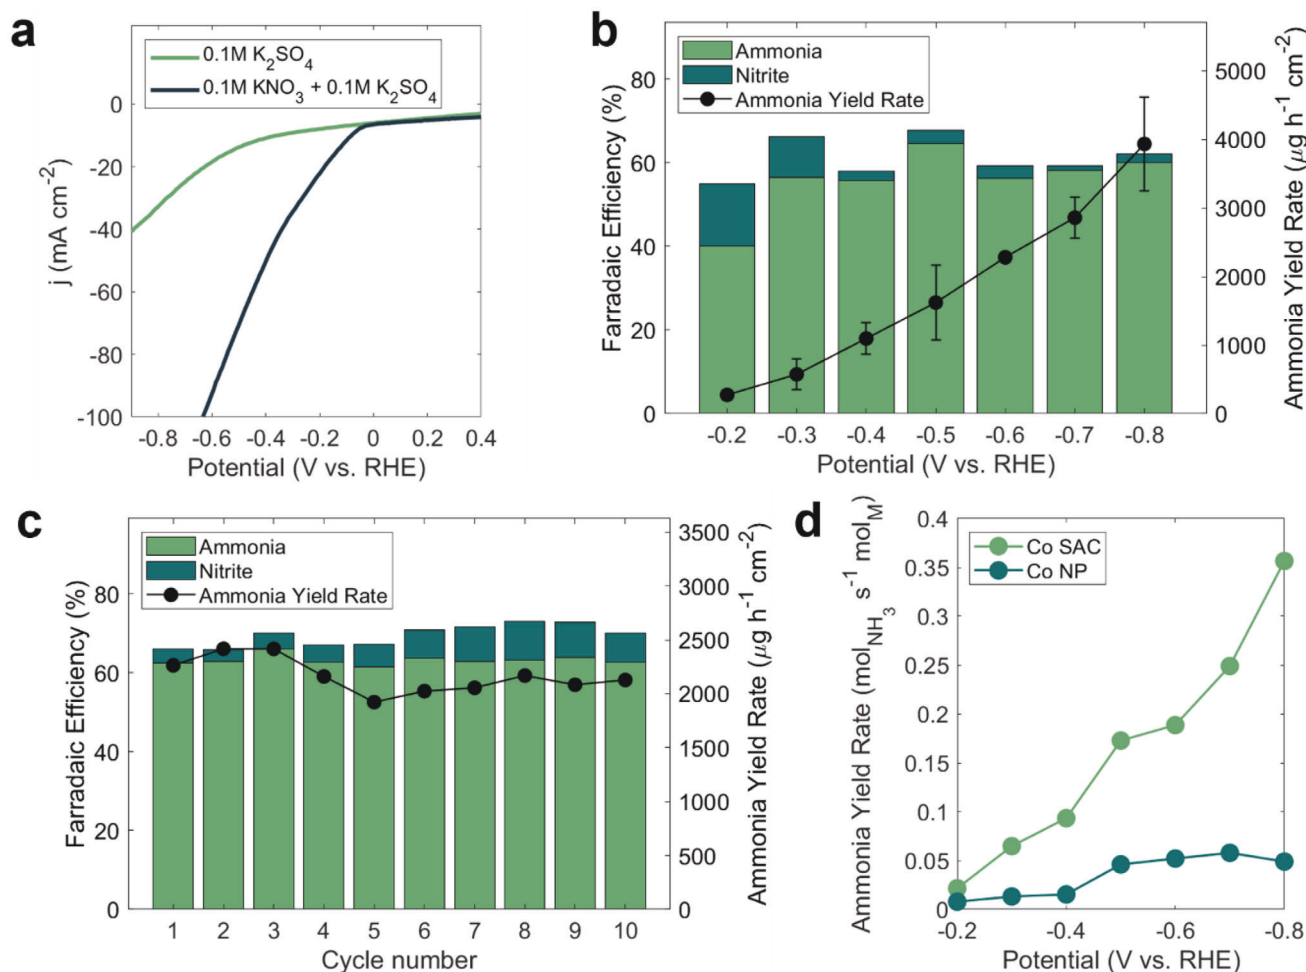 a
0.1M K₂SO₄
0.1M KNO₃ + 0.1M K₂SO₄
0
-20
-40
-60
-80
-100
j (mA cm⁻²)
-0.8 -0.6 -0.4 -0.2 0 0.2 0.4
Potential (V vs. RHE)
b
Ammonia
Nitrite
Ammonia Yield Rate
80
60
40
20
0
Farradaic Efficiency (%)
5000
4000
3000
2000
1000
0
Ammonia Yield Rate (μg h⁻¹ cm⁻²)
-0.2 -0.3 -0.4 -0.5 -0.6 -0.7 -0.8
Potential (V vs. RHE)
c
Ammonia
Nitrite
Ammonia Yield Rate
80
60
40
20
0
Farradaic Efficiency (%)
3500
3000
2500
2000
1500
1000
500
0
Ammonia Yield Rate (μg h⁻¹ cm⁻²)
1 2 3 4 5 6 7 8 9 10
Cycle number
d
Co SAC
Co NP
0.4
0.35
0.3
0.25
0.2
0.15
0.1
0.05
0
Ammonia Yield Rate (mol_NH₃ s⁻¹ mol_M)
-0.2 -0.4 -0.6 -0.8
Potential (V vs. RHE)